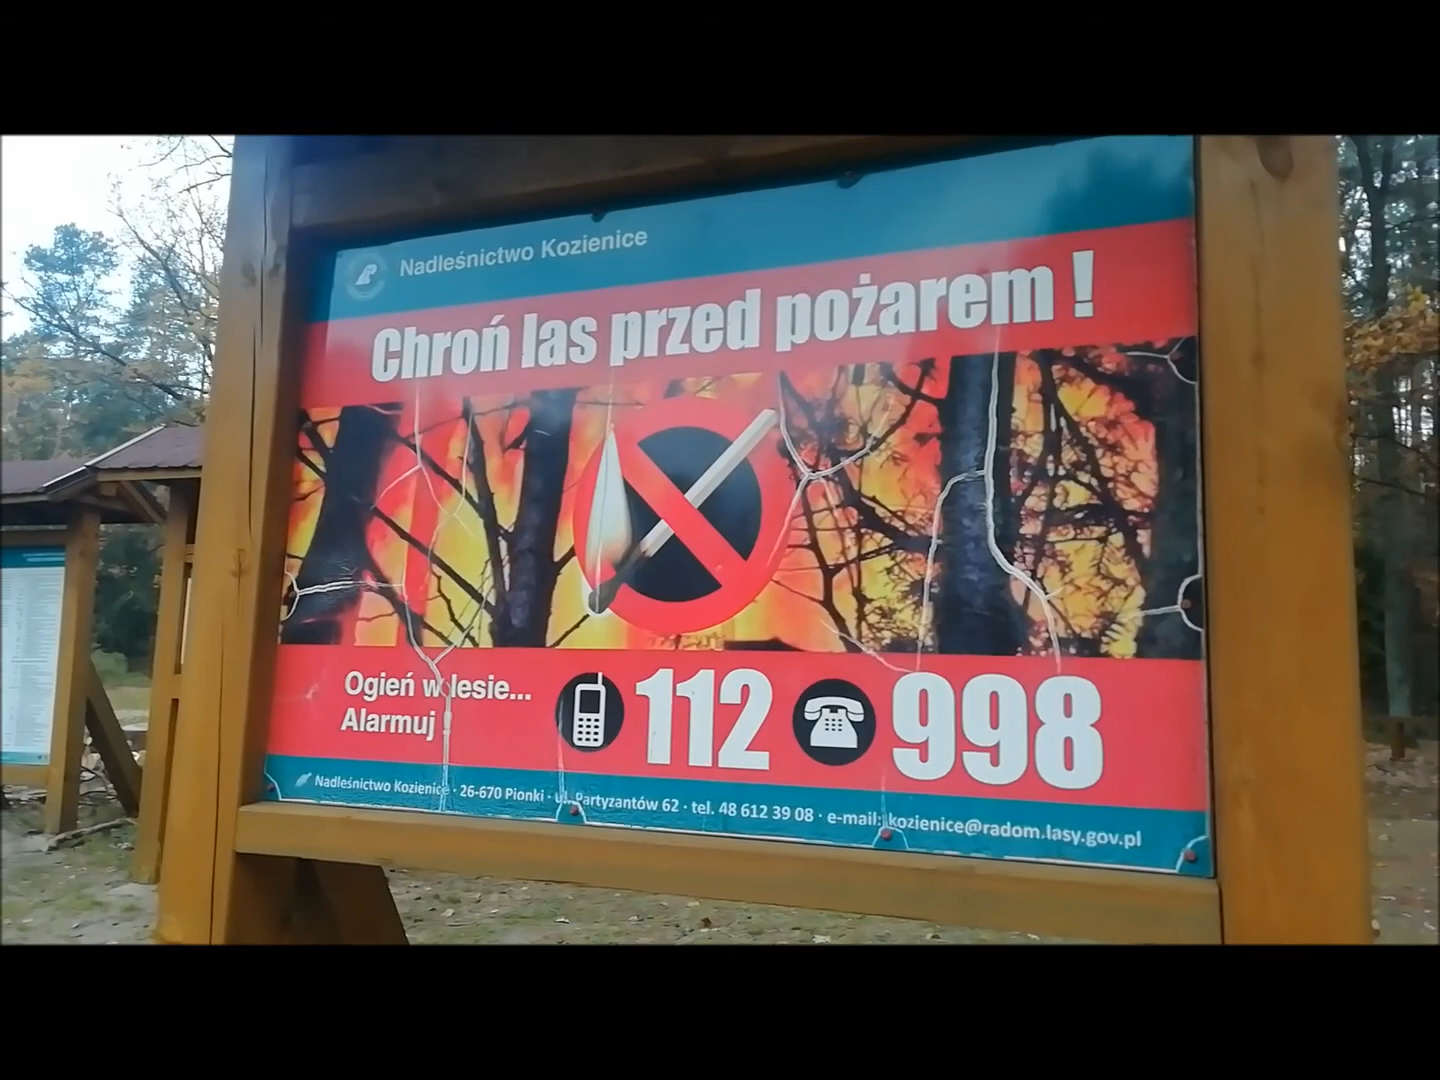 Nadleśnictwo Kozienice
Chroń las przed pożarem !
Ogień w lesie...
Alarmuj !
112
998
Nadleśnictwo Kozienice · 26-670 Pionki · ul. Partyzantów 62 · tel. 48 612 39 08 · e-mail: kozienice@radom.lasy.gov.pl